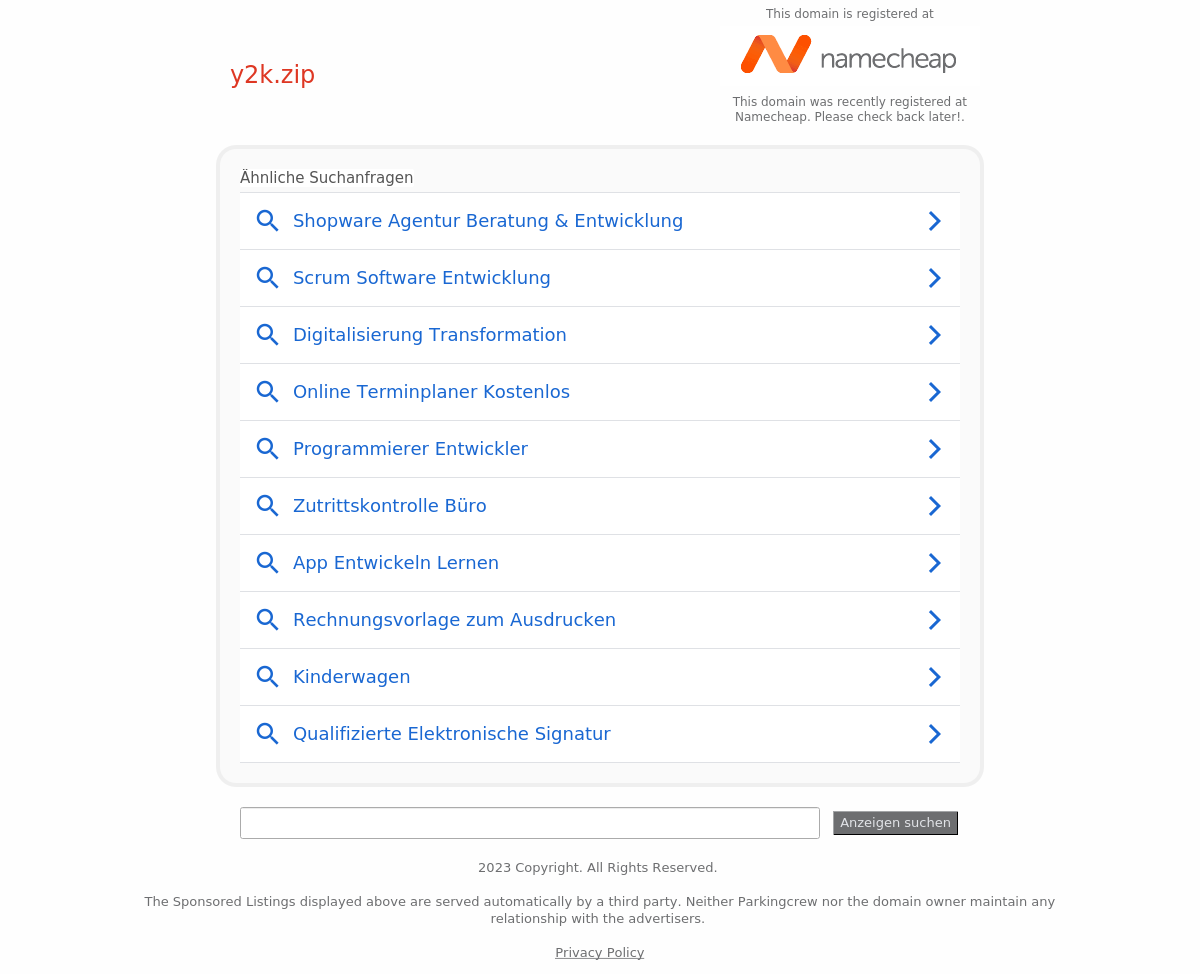 This domain is registered at
namecheap
y2k.zip
This domain was recently registered at
Namecheap. Please check back later!.
Ähnliche Suchanfragen
Shopware Agentur Beratung & Entwicklung
Scrum Software Entwicklung
Digitalisierung Transformation
Online Terminplaner Kostenlos
Programmierer Entwickler
Zutrittskontrolle Büro
App Entwickeln Lernen
Rechnungsvorlage zum Ausdrucken
Kinderwagen
Qualifizierte Elektronische Signatur
Anzeigen suchen
2023 Copyright. All Rights Reserved.
The Sponsored Listings displayed above are served automatically by a third party. Neither Parkingcrew nor the domain owner maintain any
relationship with the advertisers.
Privacy Policy